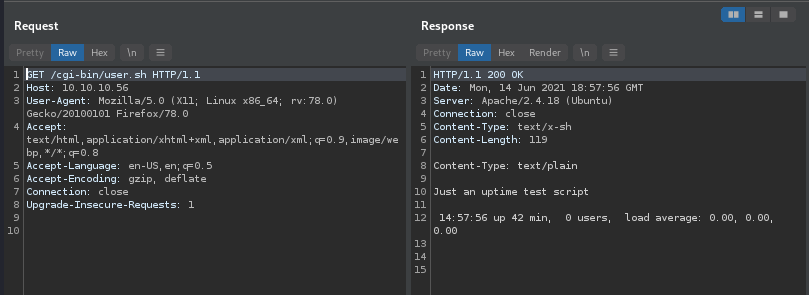 Request
Pretty Raw Hex \n
1 GET /cgi-bin/user.sh HTTP/1.1
2 Host: 10.10.10.56
3 User-Agent: Mozilla/5.0 (X11; Linux x86_64; rv:78.0)
Gecko/20100101 Firefox/78.0
4 Accept:
text/html,application/xhtml+xml,application/xml;q=0.9,image/we
bp,*/*;q=0.8
5 Accept-Language: en-US,en;q=0.5
6 Accept-Encoding: gzip, deflate
7 Connection: close
8 Upgrade-Insecure-Requests: 1
9
10
Response
Pretty Raw Hex Render \n
1 HTTP/1.1 200 OK
2 Date: Mon, 14 Jun 2021 18:57:56 GMT
3 Server: Apache/2.4.18 (Ubuntu)
4 Connection: close
5 Content-Type: text/x-sh
6 Content-Length: 119
7
8 Content-Type: text/plain
9
10 Just an uptime test script
11
12 14:57:56 up 42 min, 0 users, load average: 0.00, 0.00,
0.00
13
14
15